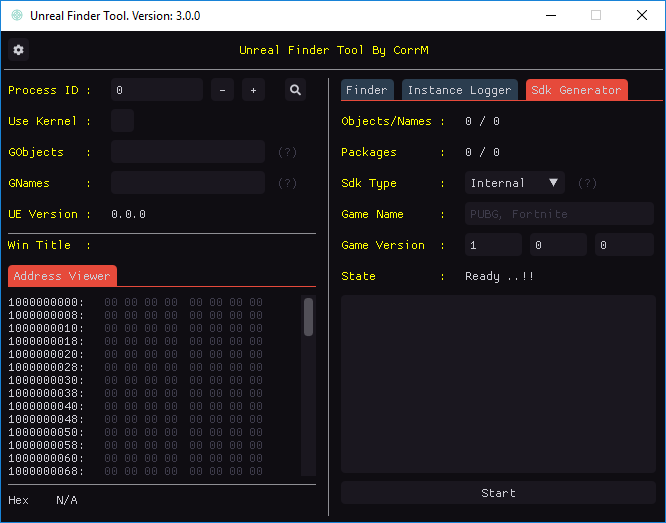 Unreal Finder Tool. Version: 3.0.0
Unreal Finder Tool By CorrM
Process ID : 0 - +
Use Kernel :
GObjects : (?)
GNames : (?)
UE Version : 0.0.0
Win Title :
Address Viewer
1000000000: 00 00 00 00 00 00 00 00
1000000008: 00 00 00 00 00 00 00 00
1000000010: 00 00 00 00 00 00 00 00
1000000018: 00 00 00 00 00 00 00 00
1000000020: 00 00 00 00 00 00 00 00
1000000028: 00 00 00 00 00 00 00 00
1000000030: 00 00 00 00 00 00 00 00
1000000038: 00 00 00 00 00 00 00 00
1000000040: 00 00 00 00 00 00 00 00
1000000048: 00 00 00 00 00 00 00 00
1000000050: 00 00 00 00 00 00 00 00
1000000058: 00 00 00 00 00 00 00 00
1000000060: 00 00 00 00 00 00 00 00
1000000068: 00 00 00 00 00 00 00 00
Hex N/A
Finder Instance Logger Sdk Generator
Objects/Names : 0 / 0
Packages : 0 / 0
Sdk Type : Internal (?)
Game Name : PUBG, Fortnite
Game Version : 1 0 0
State : Ready ..!!
Start